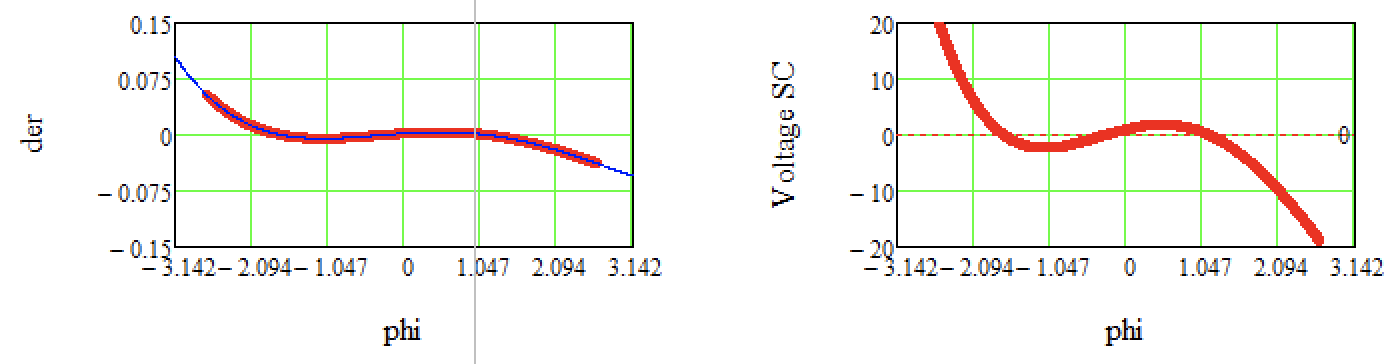 0.15
0.075
0
− 0.075
− 0.15
− 3.142 − 2.094 − 1.047 0 1.047 2.094 3.142
der
phi
20
10
0
− 10
− 20
− 3.142 − 2.094 − 1.047 0 1.047 2.094 3.142
Voltage SC
0
phi